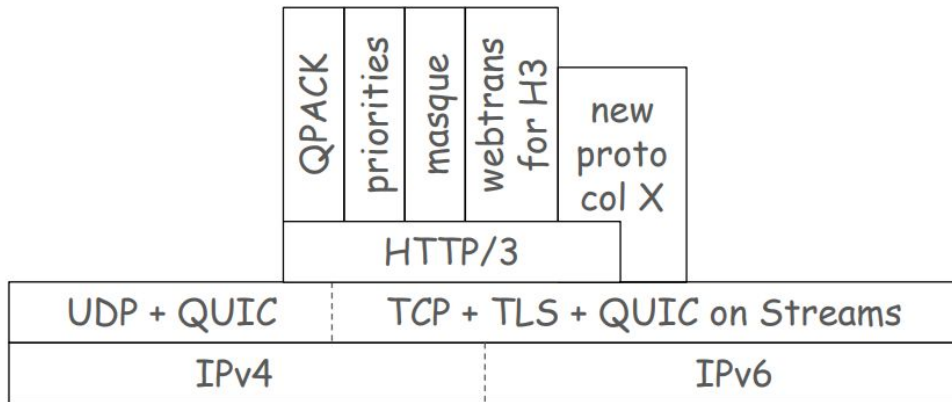 QPACK
priorities
masque
webtrans
for H3
new
proto
col X
HTTP/3
UDP + QUIC
TCP + TLS + QUIC on Streams
IPv4
IPv6